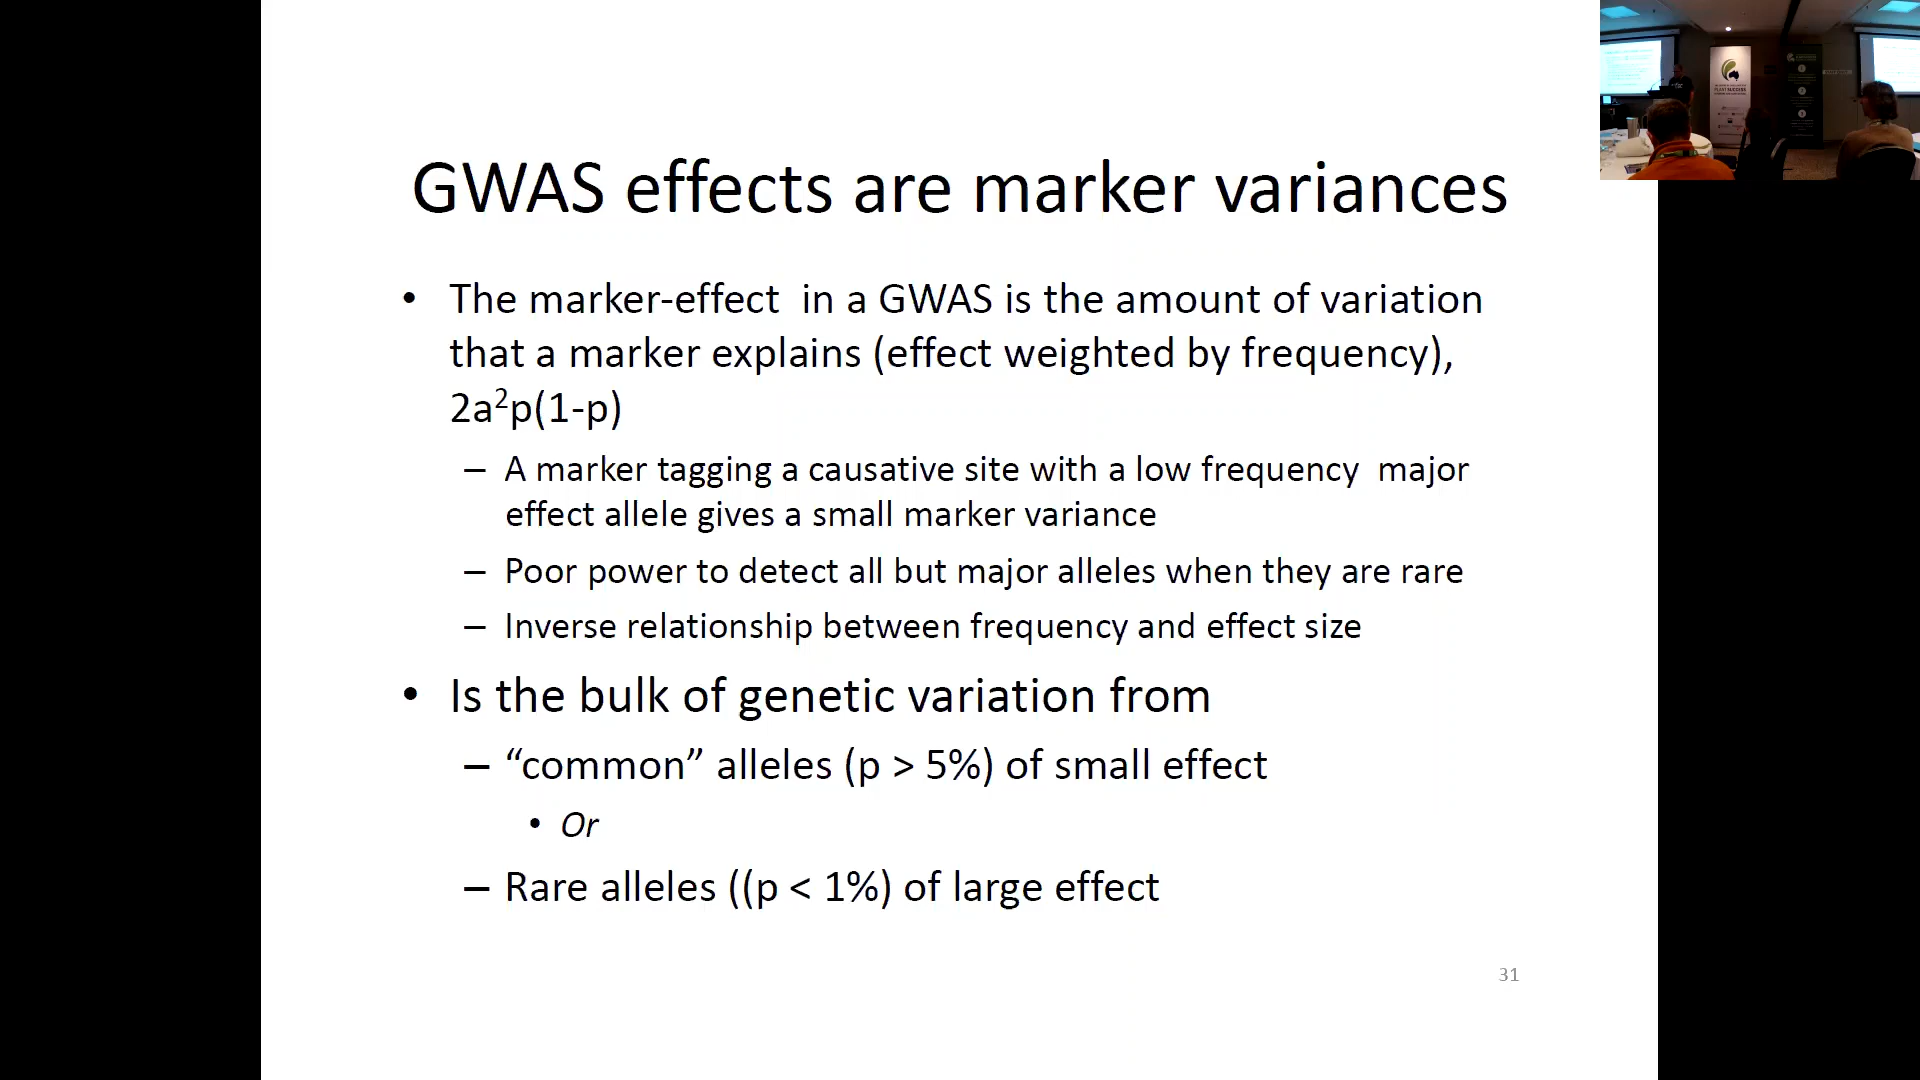 GWAS effects are marker variances
• The marker-effect in a GWAS is the amount of variation
that a marker explains (effect weighted by frequency),
2a²p(1-p)
– A marker tagging a causative site with a low frequency major
effect allele gives a small marker variance
– Poor power to detect all but major alleles when they are rare
– Inverse relationship between frequency and effect size
• Is the bulk of genetic variation from
– “common” alleles (p > 5%) of small effect
• Or
– Rare alleles ((p < 1%) of large effect
31